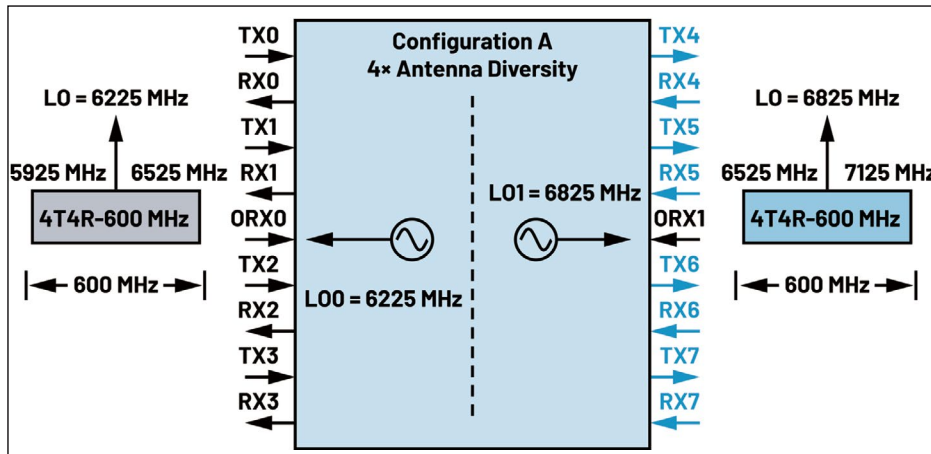 Configuration A
4× Antenna Diversity
TX0
RX0
TX1
RX1
ORX0
TX2
RX2
TX3
RX3
LO = 6225 MHz
5925 MHz
6525 MHz
4T4R-600 MHz
600 MHz
LO0 = 6225 MHz
LO1 = 6825 MHz
TX4
RX4
TX5
RX5
ORX1
TX6
RX6
TX7
RX7
LO = 6825 MHz
6525 MHz
7125 MHz
4T4R-600 MHz
600 MHz